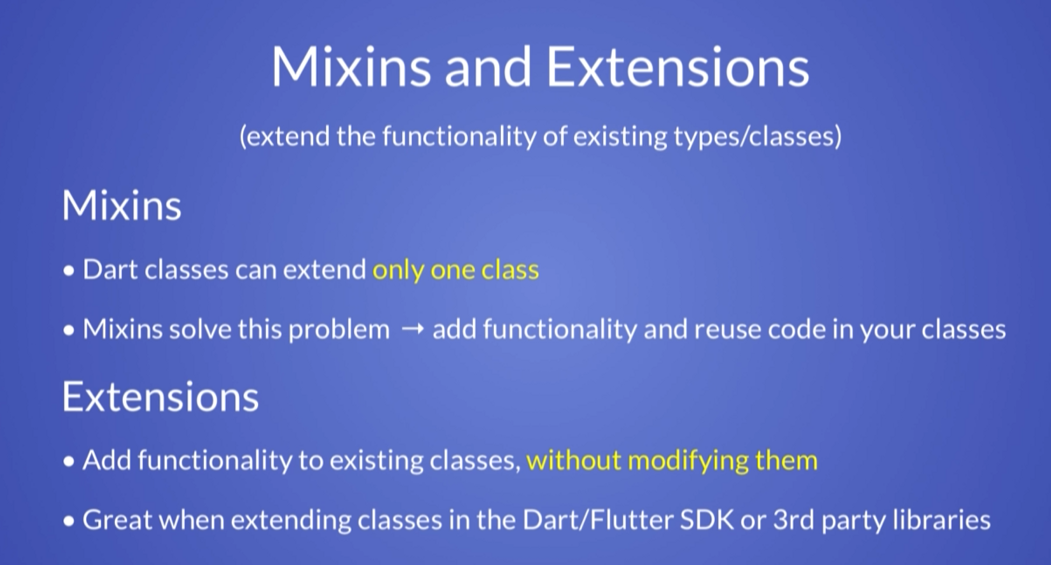 Mixins and Extensions
(extend the functionality of existing types/classes)
Mixins
• Dart classes can extend only one class
• Mixins solve this problem → add functionality and reuse code in your classes
Extensions
• Add functionality to existing classes, without modifying them
• Great when extending classes in the Dart/Flutter SDK or 3rd party libraries